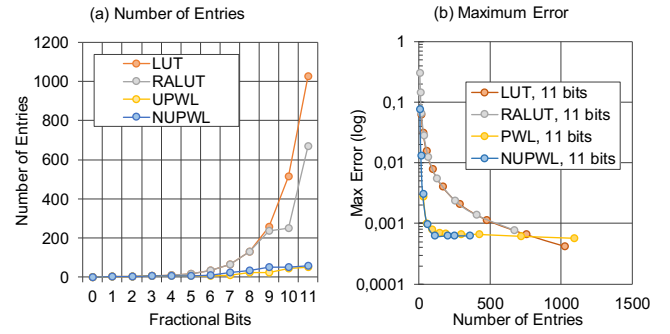 (a) Number of Entries
Number of Entries
1200
1000
800
600
400
200
0
LUT
RALUT
UPWL
NUPWL
0 1 2 3 4 5 6 7 8 9 10 11
Fractional Bits
(b) Maximum Error
Max Error (log)
1
0,1
0,01
0,001
0,0001
LUT, 11 bits
RALUT, 11 bits
PWL, 11 bits
NUPWL, 11 bits
0 500 1000 1500
Number of Entries